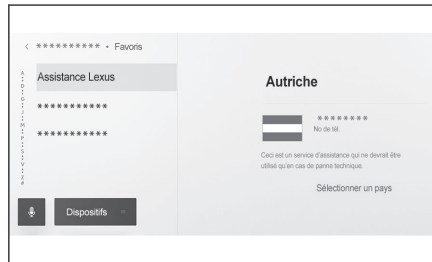 < ********** • Favoris
A
D
G
J
M
P
S
V
Z
#
Assistance Lexus
***********
***********
Dispositifs
Autriche
********
No de tél.
Ceci est un service d'assistance qui ne devrait être
utilisé qu'en cas de panne technique.
Sélectionner un pays